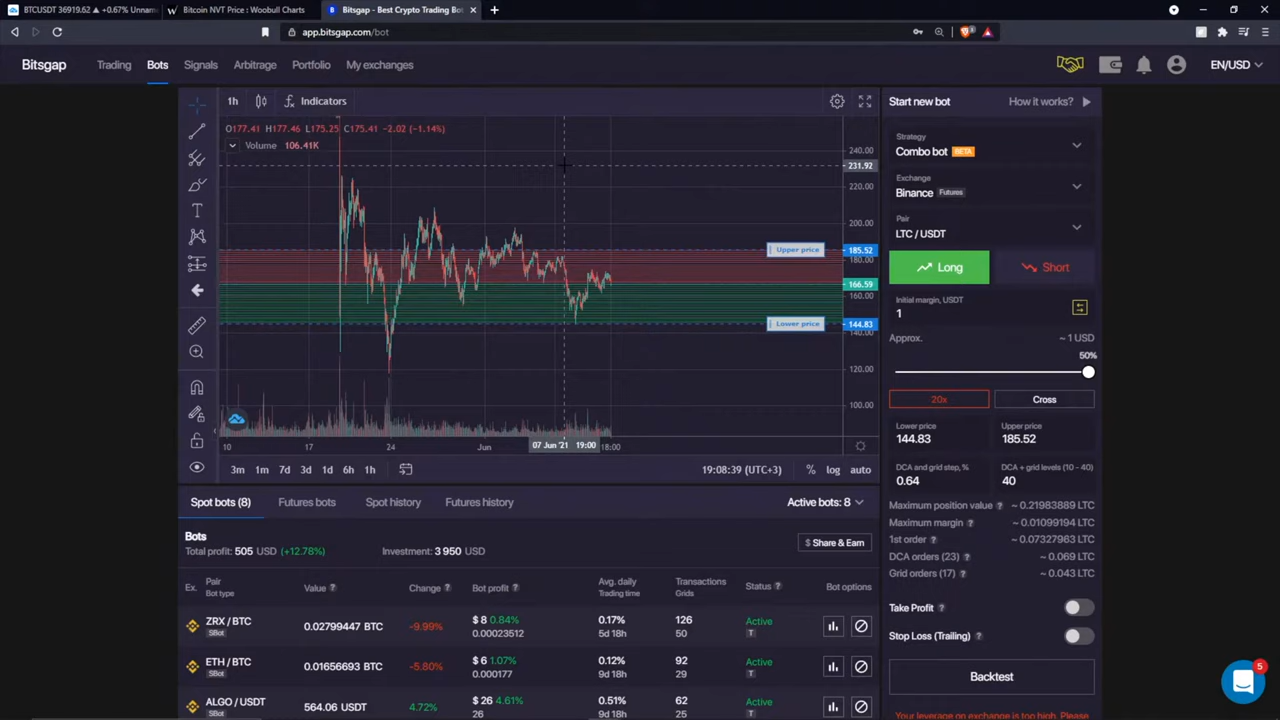 BTCUSDT 36919.62 ▲ +0.67% Unnam
Bitcoin NVT Price : Woobull Charts
Bitsgap - Best Crypto Trading Bot
app.bitsgap.com/bot
Bitsgap
Trading
Bots
Signals
Arbitrage
Portfolio
My exchanges
EN/USD
1h
Indicators
O177.41 H177.46 L175.25 C175.41 -2.02 (-1.14%)
Volume 106.41K
240.00
231.92
220.00
200.00
Upper price
185.52
180.00
166.59
160.00
Lower price
144.83
140.00
120.00
100.00
10
17
24
Jun
07 Jun '21 19:00
18:00
3m
1m
7d
3d
1d
6h
1h
19:08:39 (UTC+3)
%
log
auto
Start new bot
How it works?
Strategy
Combo bot BETA
Exchange
Binance Futures
Pair
LTC / USDT
Long
Short
Initial margin, USDT
1
Approx.
~ 1 USD
50%
20x
Cross
Lower price
144.83
Upper price
185.52
DCA and grid step, %
0.64
DCA + grid levels (10 - 40)
40
Maximum position value ? ~ 0.21983889 LTC
Maximum margin ? ~ 0.01099194 LTC
1st order ? ~ 0.07327963 LTC
DCA orders (23) ? ~ 0.069 LTC
Grid orders (17) ? ~ 0.043 LTC
Take Profit ?
Stop Loss (Trailing) ?
Backtest
Your leverage on exchange is too high. Please
5
Spot bots (8)
Futures bots
Spot history
Futures history
Active bots: 8
Bots
Total profit: 505 USD (+12.78%)
Investment: 3 950 USD
$ Share & Earn
Ex.
Pair
Bot type
Value ?
Change ?
Bot profit ?
Avg. daily
Trading time
Transactions
Grids
Status ?
Bot options
ZRX / BTC
SBot
0.02799447 BTC
-9.99%
$ 8 0.84%
0.00023512
0.17%
5d 18h
126
50
Active
T
ETH / BTC
SBot
0.01656693 BTC
-5.80%
$ 6 1.07%
0.000177
0.12%
9d 18h
92
29
Active
T
ALGO / USDT
SBot
564.06 USDT
4.72%
$ 26 4.61%
26
0.51%
9d 18h
62
25
Active
T